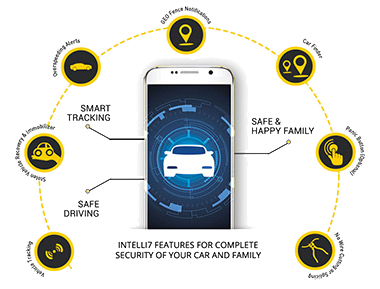 GEO Fence Notifications
Overspeeding Alerts
Car Finder
SMART
TRACKING
SAFE &
HAPPY FAMILY
Stolen Vehicle Recovery & Immobilizer
Panic Button (Optional)
SAFE
DRIVING
Vehicle Tracking
No Wire Cutting or Splicing
INTELLI7 FEATURES FOR COMPLETE
SECURITY OF YOUR CAR AND FAMILY